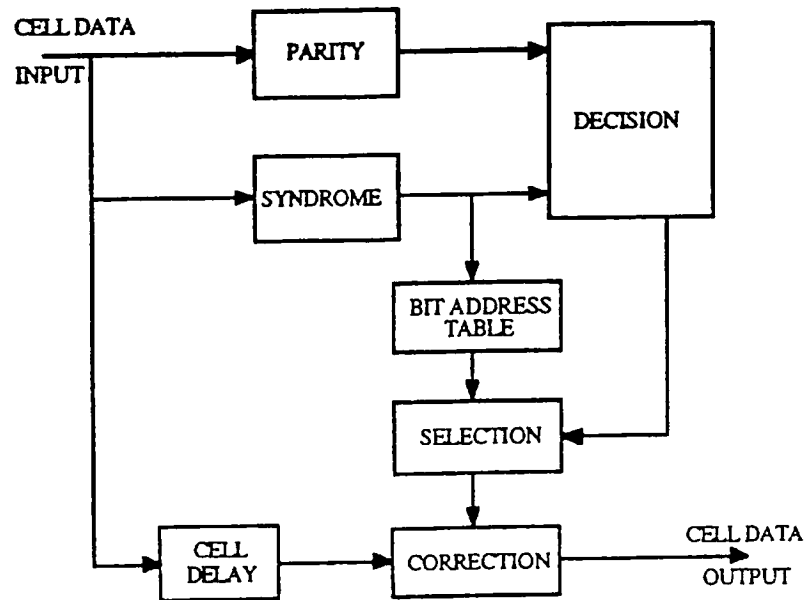 CELL DATA
INPUT
PARITY
DECISION
SYNDROME
BIT ADDRESS
TABLE
SELECTION
CELL
DELAY
CORRECTION
CELL DATA
OUTPUT